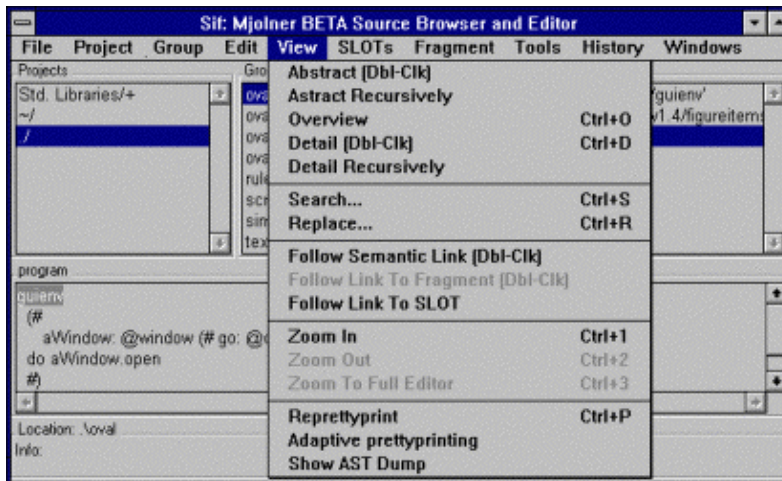 Sif: Mjolner BETA Source Browser and Editor
File Project Group Edit View SLOTs Fragment Tools History Windows
Projects
Std. Libraries/+
~/
./
Abstract (Dbl-Clk)
Astract Recursively
Overview Ctrl+O
Detail (Dbl-Clk) Ctrl+D
Detail Recursively
Search... Ctrl+S
Replace... Ctrl+R
Follow Semantic Link (Dbl-Clk)
Follow Link To Fragment (Dbl-Clk)
Follow Link To SLOT
Zoom In Ctrl+1
Zoom Out Ctrl+2
Zoom To Full Editor Ctrl+3
Reprettyprint Ctrl+P
Adaptive prettyprinting
Show AST Dump
program
guienv
(#
aWindow: @window (# go: @
do aWindow.open
#)
Location: .\oval
Info: